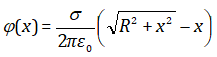 φ(x) = σ/(2πε₀) (√(R² + x²) − x)